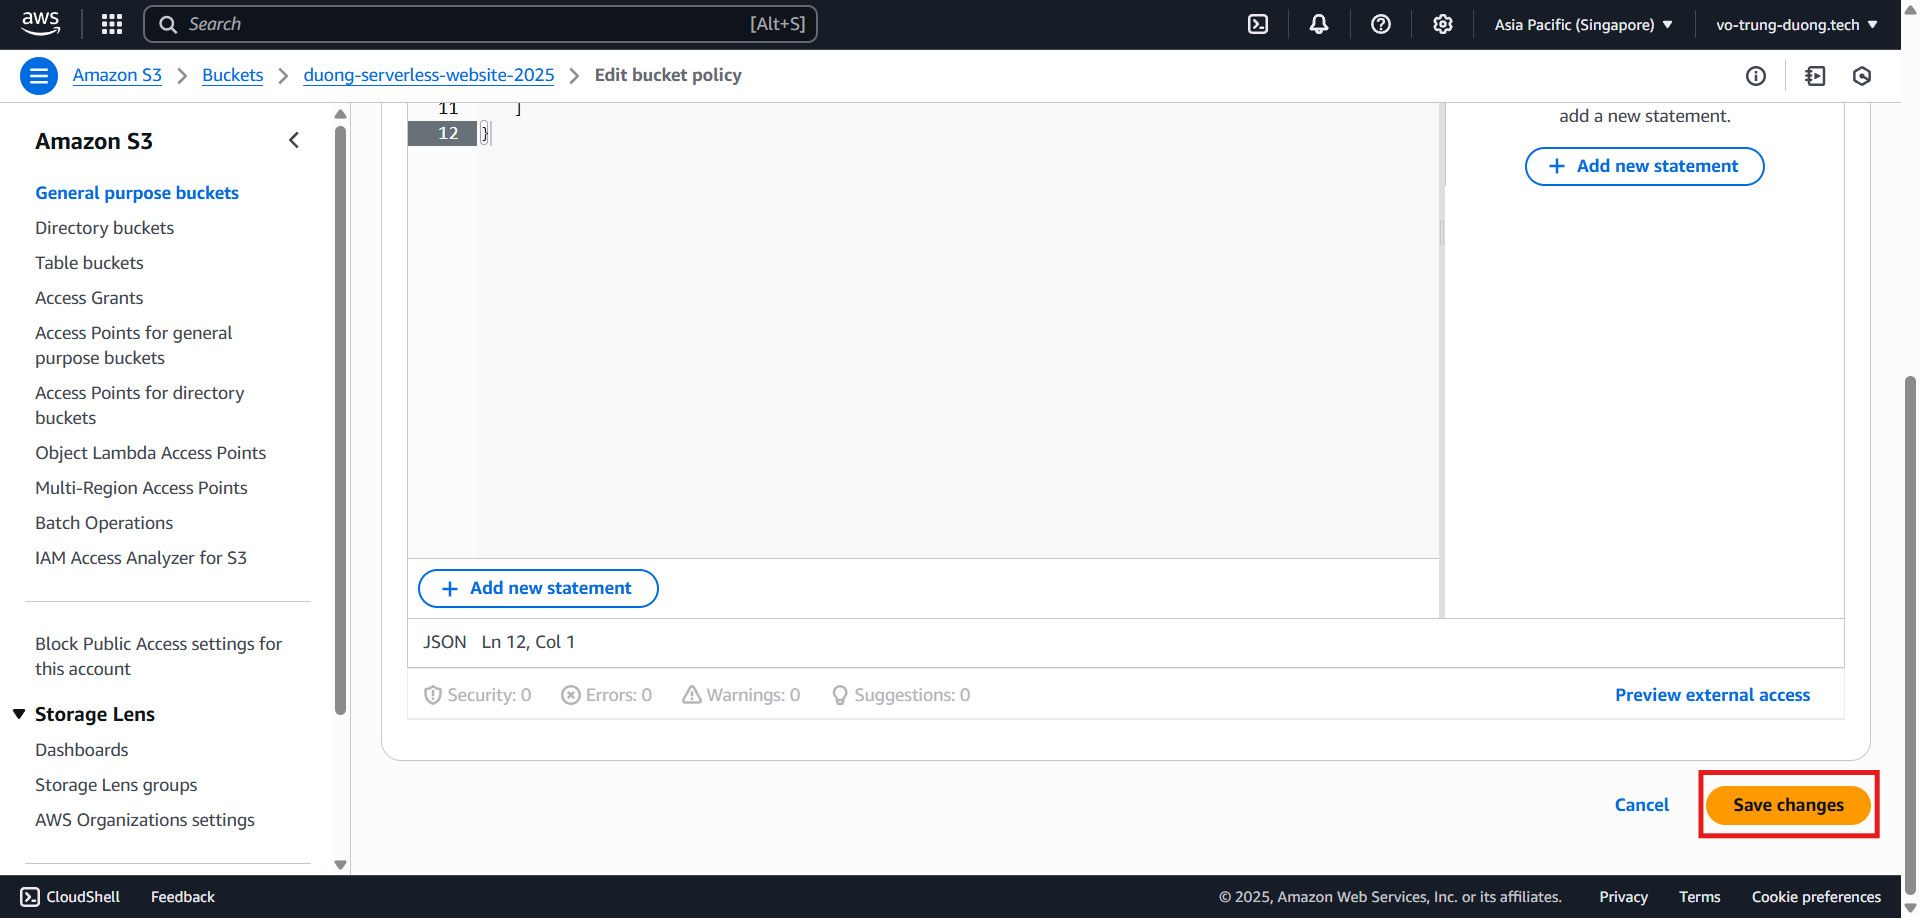 aws
Search [Alt+S]
Asia Pacific (Singapore)
vo-trung-duong.tech
Amazon S3 Buckets duong-serverless-website-2025 Edit bucket policy
Amazon S3
General purpose buckets
Directory buckets
Table buckets
Access Grants
Access Points for general
purpose buckets
Access Points for directory
buckets
Object Lambda Access Points
Multi-Region Access Points
Batch Operations
IAM Access Analyzer for S3
Block Public Access settings for
this account
Storage Lens
Dashboards
Storage Lens groups
AWS Organizations settings
11 ]
12 }
add a new statement.
+ Add new statement
+ Add new statement
JSON Ln 12, Col 1
Security: 0 Errors: 0 Warnings: 0 Suggestions: 0
Preview external access
Cancel Save changes
CloudShell Feedback
© 2025, Amazon Web Services, Inc. or its affiliates. Privacy Terms Cookie preferences